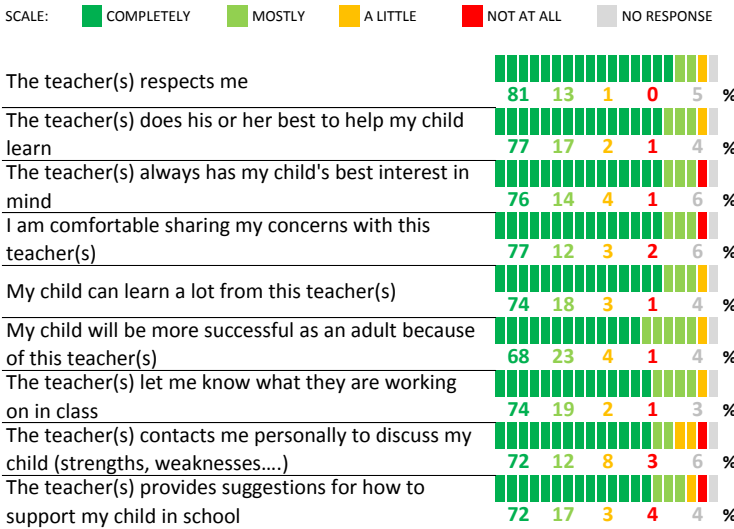 SCALE: COMPLETELY MOSTLY A LITTLE NOT AT ALL NO RESPONSE
The teacher(s) respects me
81 13 1 0 5 %
The teacher(s) does his or her best to help my child
learn
77 17 2 1 4 %
The teacher(s) always has my child's best interest in
mind
76 14 4 1 6 %
I am comfortable sharing my concerns with this
teacher(s)
77 12 3 2 6 %
My child can learn a lot from this teacher(s)
74 18 3 1 4 %
My child will be more successful as an adult because
of this teacher(s)
68 23 4 1 4 %
The teacher(s) let me know what they are working
on in class
74 19 2 1 3 %
The teacher(s) contacts me personally to discuss my
child (strengths, weaknesses....)
72 12 8 3 6 %
The teacher(s) provides suggestions for how to
support my child in school
72 17 3 4 4 %